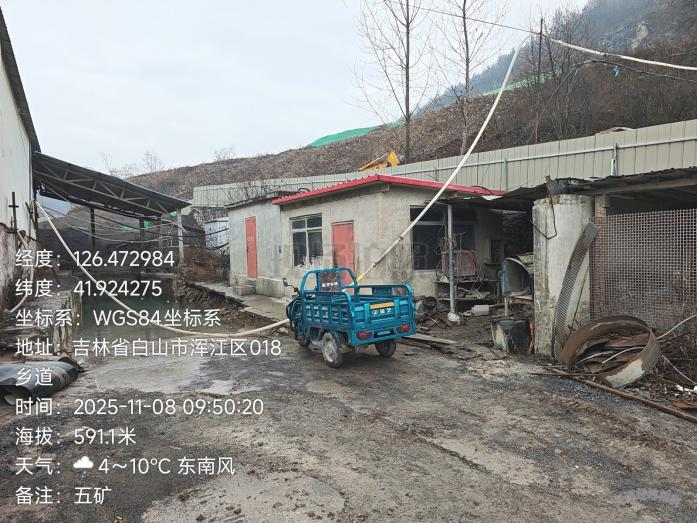 经度：126.472984
纬度：41.924275
坐标系：WGS84坐标系
地址：吉林省白山市浑江区018
乡道
时间：2025-11-08 09:50:20
海拔：591.1米
天气：☁ 4～10℃ 东南风
备注：五矿